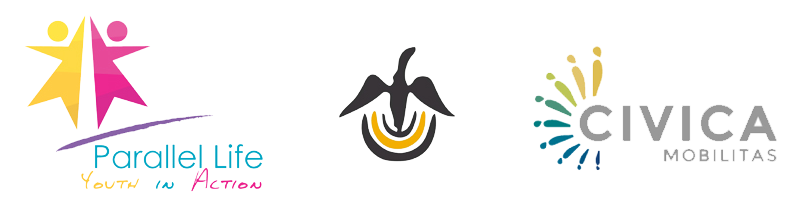 Parallel Life
Youth in Action
CIVICA
MOBILITAS